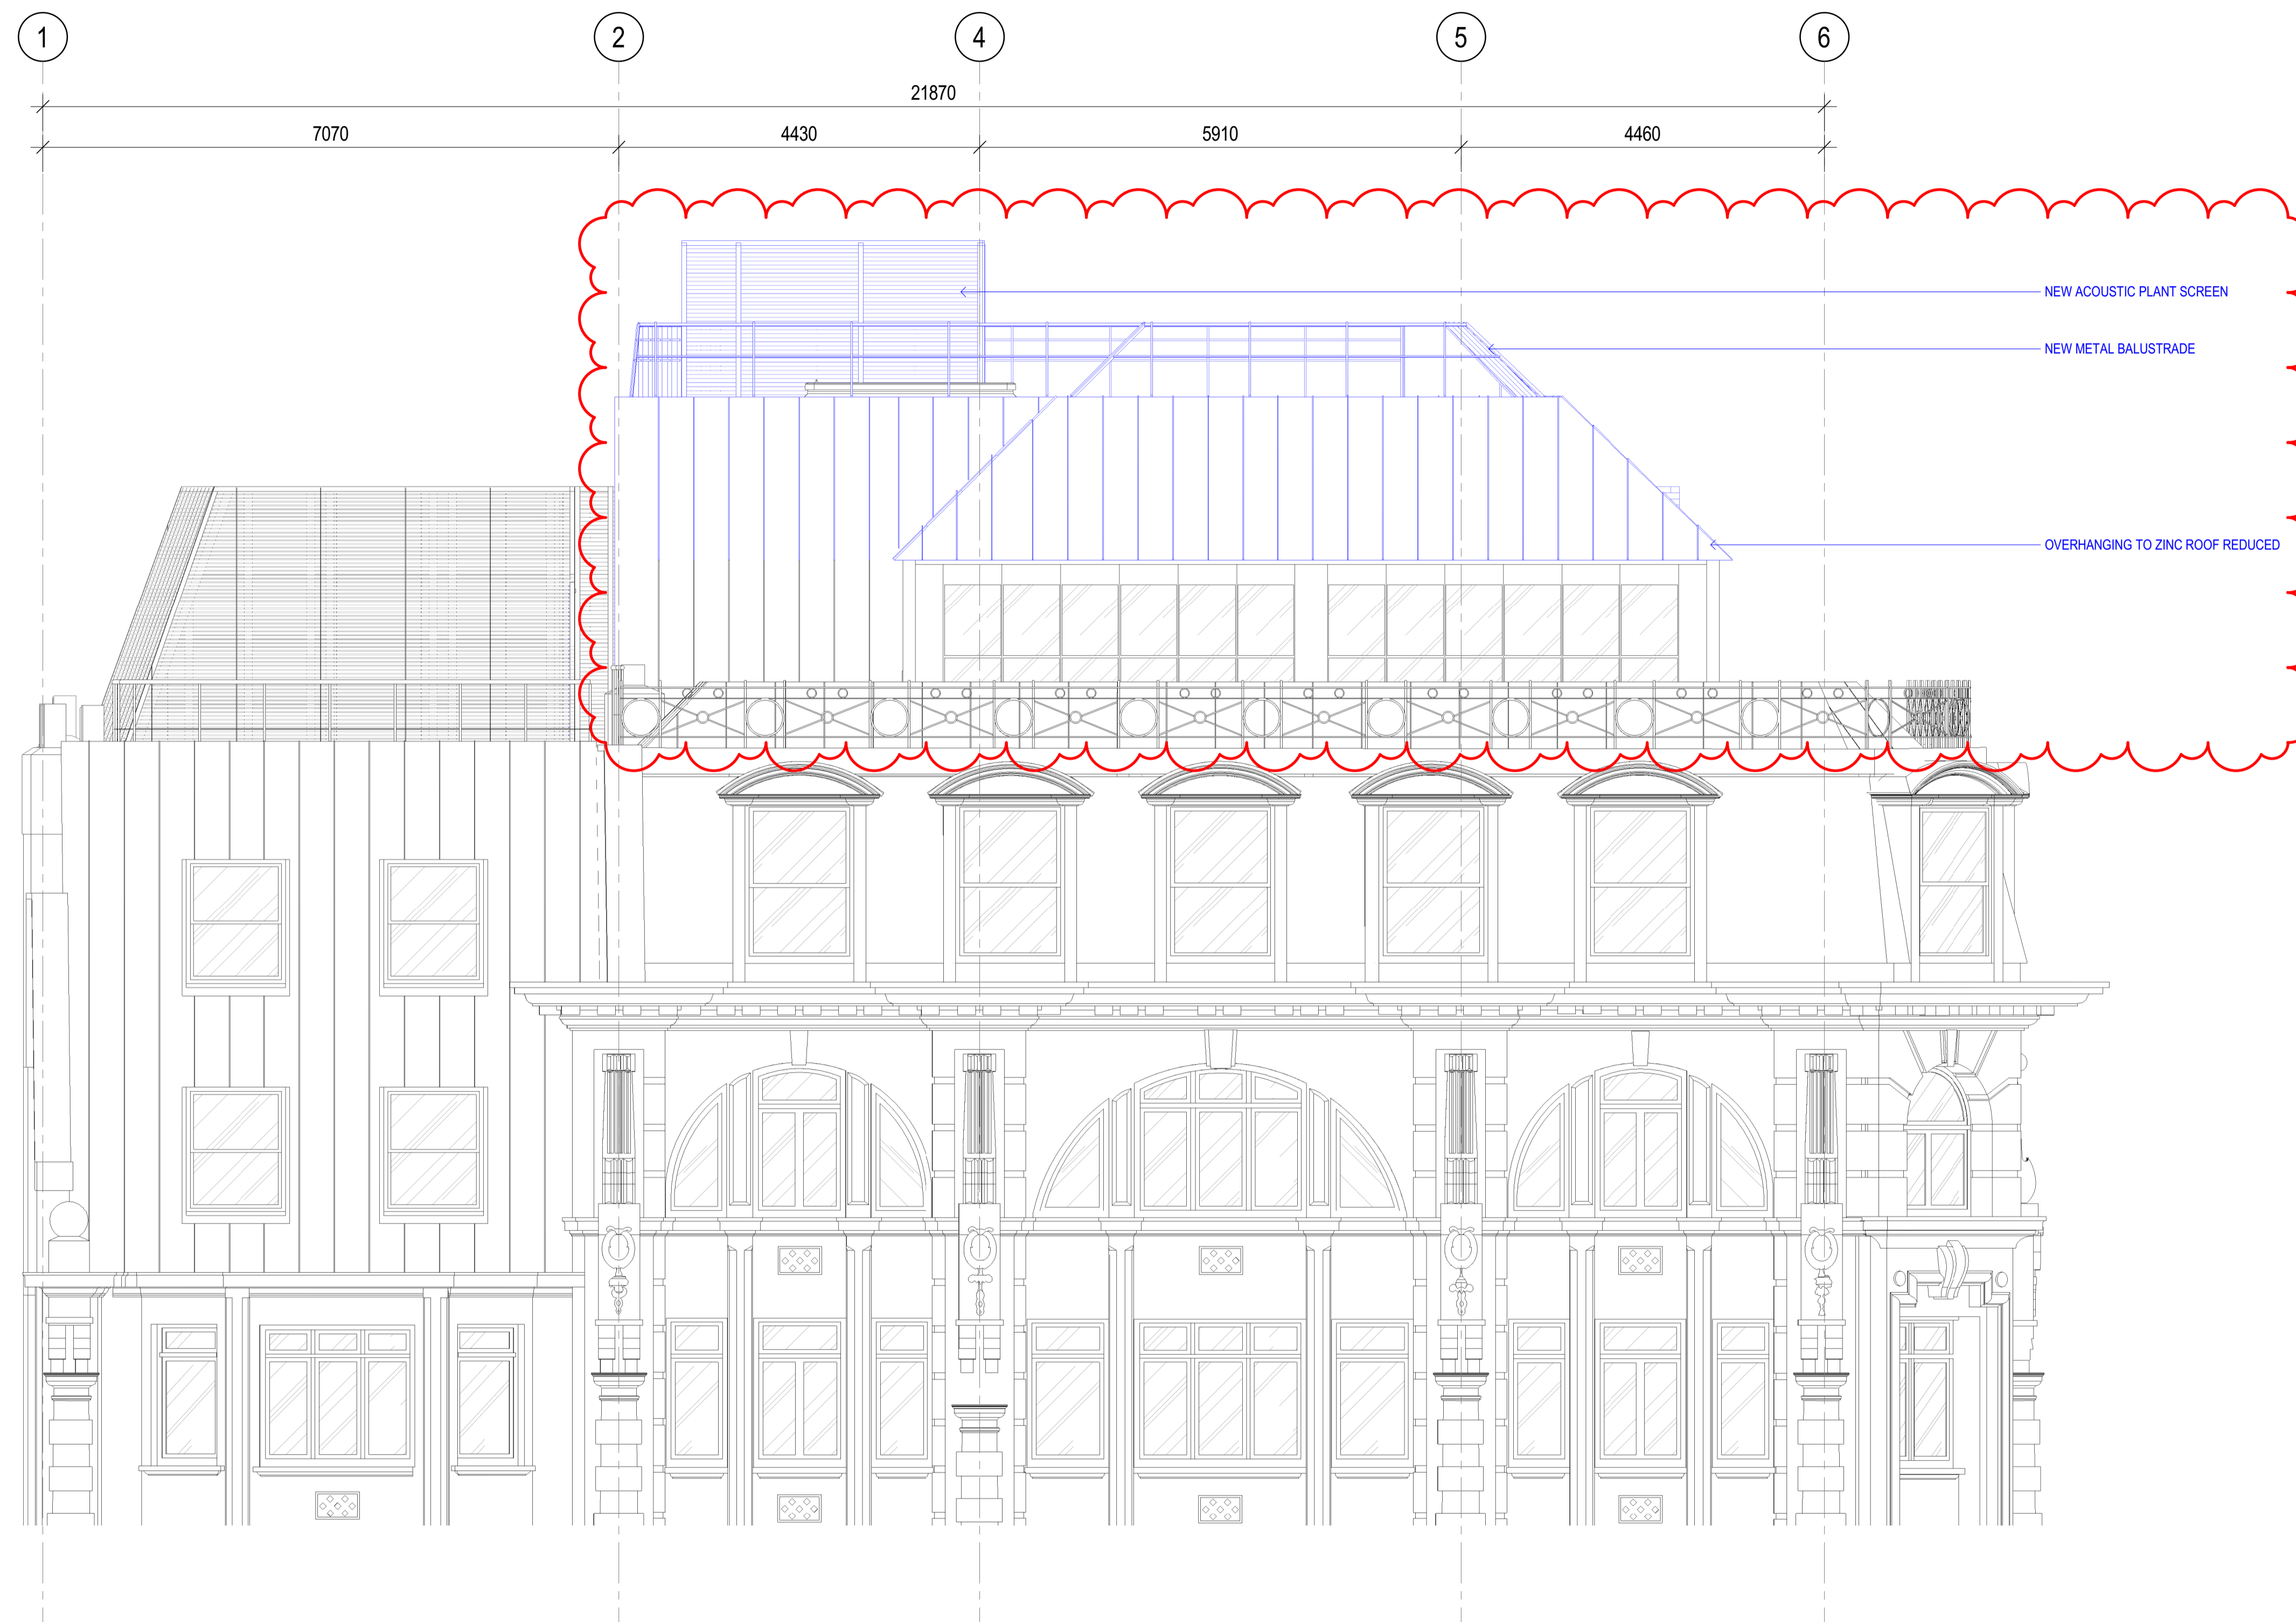 1 2 4 5 6
21870
7070 4430 5910 4460
NEW ACOUSTIC PLANT SCREEN
NEW METAL BALUSTRADE
OVERHANGING TO ZINC ROOF REDUCED